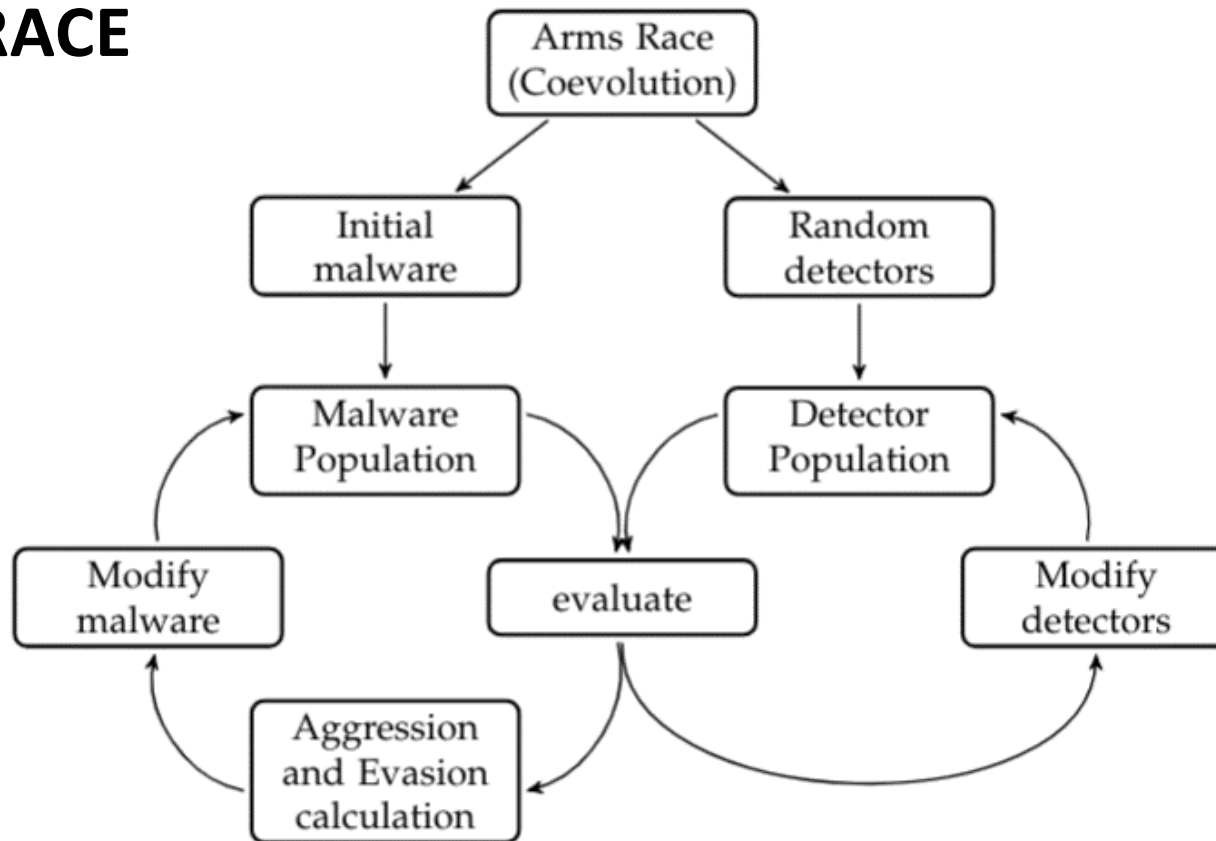 RACE
Arms Race
(Coevolution)
Initial
malware
Random
detectors
Malware
Population
Detector
Population
Modify
malware
evaluate
Modify
detectors
Aggression
and Evasion
calculation